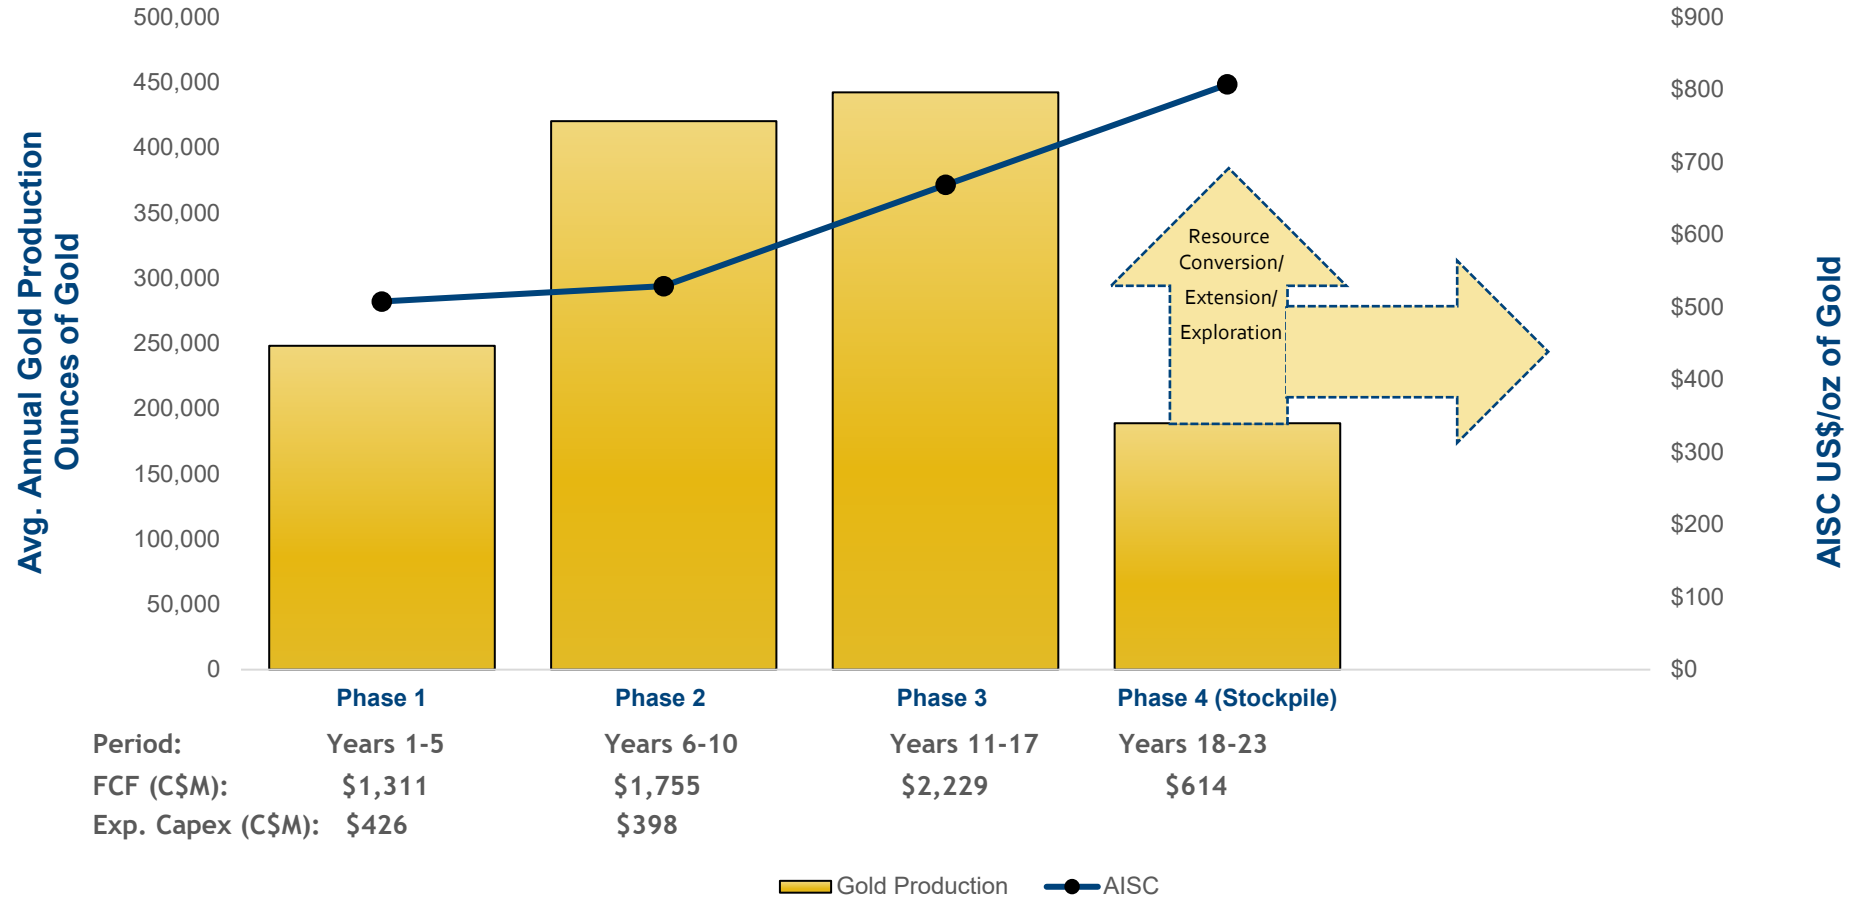 500,000
450,000
400,000
350,000
300,000
250,000
200,000
150,000
100,000
50,000
0
Avg. Annual Gold Production
Ounces of Gold
$900
$800
$700
$600
$500
$400
$300
$200
$100
$0
AISC US$/oz of Gold
Resource
Conversion/
Extension/
Exploration
Phase 1 Phase 2 Phase 3 Phase 4 (Stockpile)
Period: Years 1-5 Years 6-10 Years 11-17 Years 18-23
FCF (C$M): $1,311 $1,755 $2,229 $614
Exp. Capex (C$M): $426 $398
Gold Production AISC